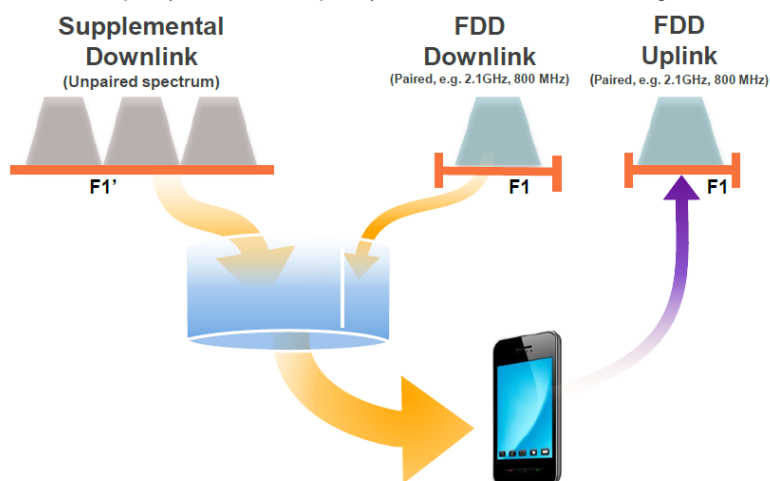 Supplemental
Downlink
(Unpaired spectrum)
FDD
Downlink
(Paired, e.g. 2.1GHz, 800 MHz)
FDD
Uplink
(Paired, e.g. 2.1GHz, 800 MHz)
F1’
F1
F1